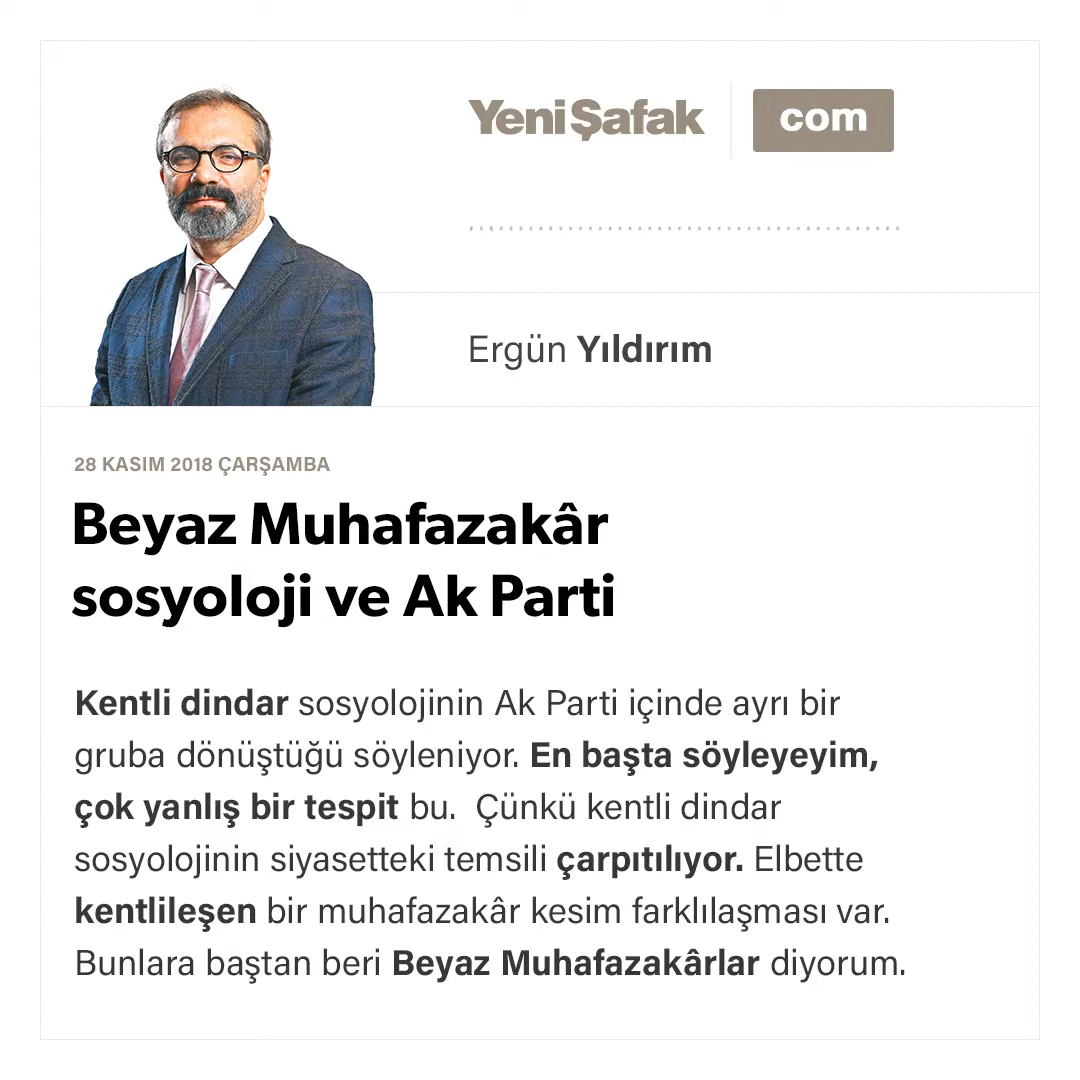 YeniŞafak com
Ergün Yıldırım
28 KASIM 2018 ÇARŞAMBA
Beyaz Muhafazakâr
sosyoloji ve Ak Parti
Kentli dindar sosyolojinin Ak Parti içinde ayrı bir
gruba dönüştüğü söyleniyor. En başta söyleyeyim,
çok yanlış bir tespit bu.  Çünkü kentli dindar
sosyolojinin siyasetteki temsili çarpıtılıyor. Elbette
kentlileşen bir muhafazakâr kesim farklılaşması var.
Bunlara baştan beri Beyaz Muhafazakârlar diyorum.